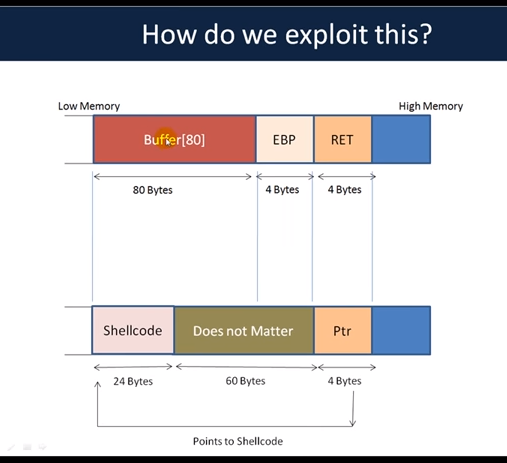 How do we exploit this?
Low Memory
High Memory
Buffer[80]
EBP
RET
80 Bytes
4 Bytes
4 Bytes
Shellcode
Does not Matter
Ptr
24 Bytes
60 Bytes
4 Bytes
Points to Shellcode